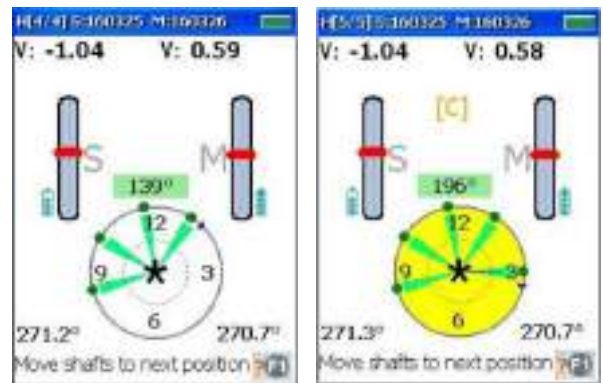 H[4/4] S:160325 M:160326
V: -1.04 V: 0.59
S M
139°
12
9 3
6
271.2° 270.7°
Move shafts to next position
H[5/5] S:160325 M:160326
V: -1.04 V: 0.58
[C]
S M
196°
12
9 3
6
271.3° 270.7°
Move shafts to next position